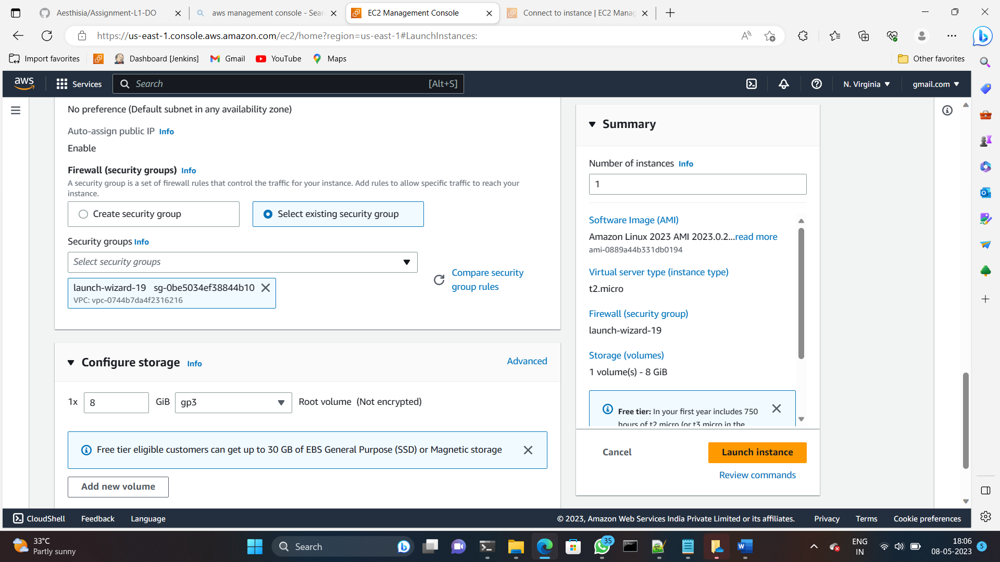 Aesthisia/Assignment-L1-DO
aws management console - Sear
EC2 Management Console
Connect to instance | EC2 Manag
https://us-east-1.console.aws.amazon.com/ec2/home?region=us-east-1#LaunchInstances:
Import favorites
Dashboard [Jenkins]
Gmail
YouTube
Maps
Other favorites
aws
Services
Search
[Alt+S]
N. Virginia
gmail.com
No preference (Default subnet in any availability zone)
Auto-assign public IP Info
Enable
Firewall (security groups) Info
A security group is a set of firewall rules that control the traffic for your instance. Add rules to allow specific traffic to reach your
instance.
Create security group
Select existing security group
Security groups Info
Select security groups
launch-wizard-19 sg-0be5034ef38844b10
VPC: vpc-0744b7da4f2316216
Compare security
group rules
Configure storage Info
Advanced
1x 8 GiB gp3 Root volume (Not encrypted)
Free tier eligible customers can get up to 30 GB of EBS General Purpose (SSD) or Magnetic storage
Add new volume
Summary
Number of instances Info
1
Software Image (AMI)
Amazon Linux 2023 AMI 2023.0.2...read more
ami-0889a44b331db0194
Virtual server type (instance type)
t2.micro
Firewall (security group)
launch-wizard-19
Storage (volumes)
1 volume(s) - 8 GiB
Free tier: In your first year includes 750
hours of t2.micro (or t3.micro in the
Cancel
Launch instance
Review commands
CloudShell
Feedback
Language
© 2023, Amazon Web Services India Private Limited or its affiliates.
Privacy
Terms
Cookie preferences
33°C
Partly sunny
Search
35
ENG
IN
18:06
08-05-2023
5